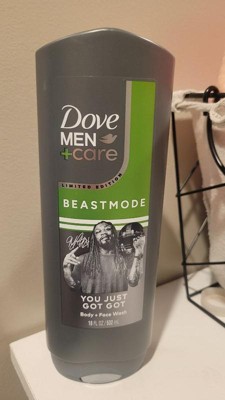 Dove
MEN
+care
LIMITED EDITION
BEASTMODE
YOU JUST
GOT GOT
Body + Face Wash